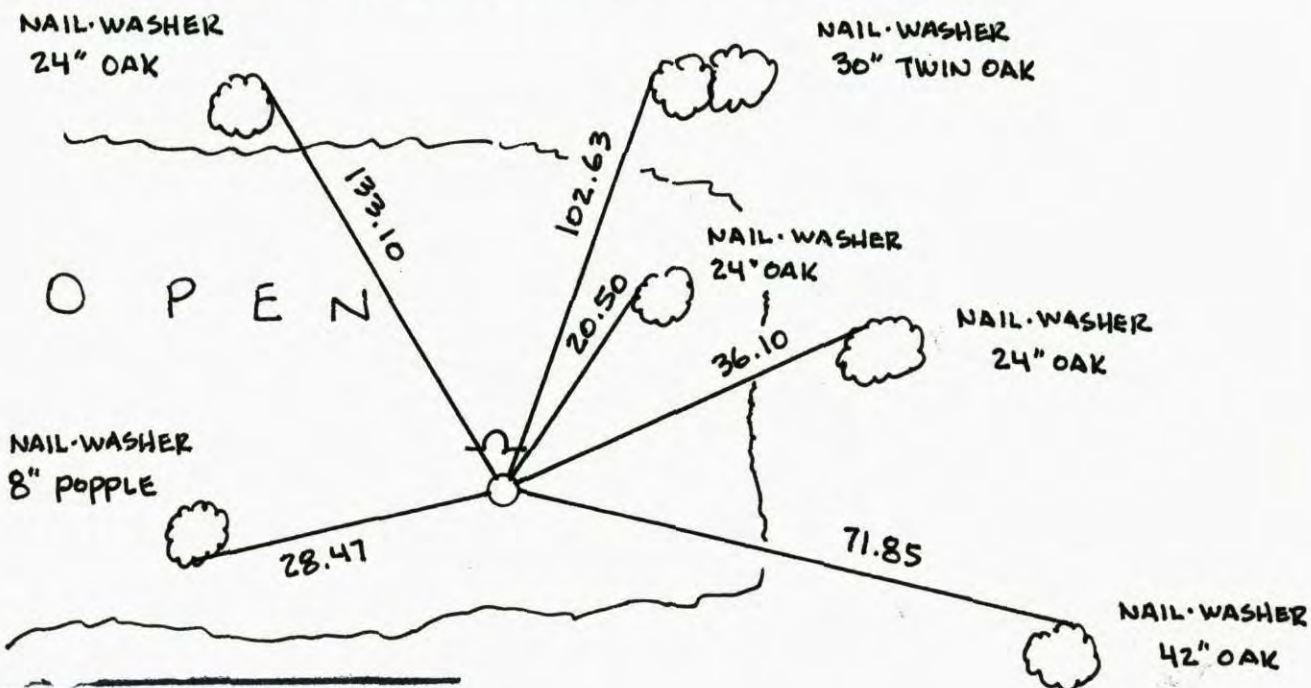 NAIL·WASHER
24" OAK
NAIL·WASHER
30" TWIN OAK
133.10
102.63
NAIL·WASHER
24" OAK
20.50
OPEN
36.10
NAIL·WASHER
24" OAK
NAIL·WASHER
8" POPPLE
28.47
71.85
NAIL·WASHER
42" OAK